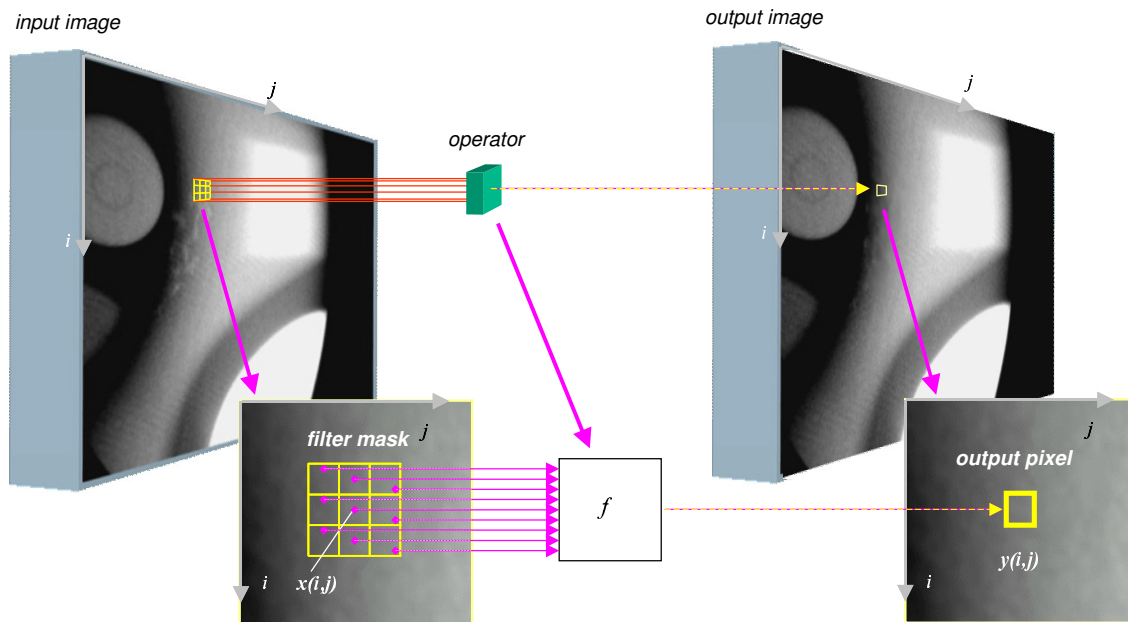 input image
output image
j
j
operator
i
i
filter mask
j
j
output pixel
f
i
x(i,j)
y(i,j)
i